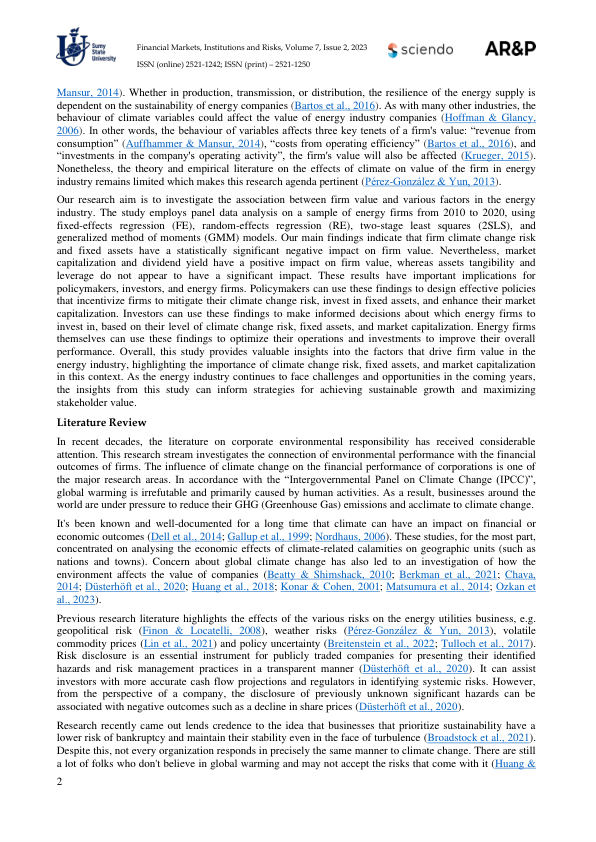 Sumy
State
University
Financial Markets, Institutions and Risks, Volume 7, Issue 2, 2023
ISSN (online) 2521-1242; ISSN (print) – 2521-1250
sciendo
AR&P
Mansur, 2014). Whether in production, transmission, or distribution, the resilience of the energy supply is
dependent on the sustainability of energy companies (Bartos et al., 2016). As with many other industries, the
behaviour of climate variables could affect the value of energy industry companies (Hoffman & Glancy,
2006). In other words, the behaviour of variables affects three key tenets of a firm's value: “revenue from
consumption” (Auffhammer & Mansur, 2014), “costs from operating efficiency” (Bartos et al., 2016), and
“investments in the company's operating activity”, the firm's value will also be affected (Krueger, 2015).
Nonetheless, the theory and empirical literature on the effects of climate on value of the firm in energy
industry remains limited which makes this research agenda pertinent (Pérez-González & Yun, 2013).
Our research aim is to investigate the association between firm value and various factors in the energy
industry. The study employs panel data analysis on a sample of energy firms from 2010 to 2020, using
fixed-effects regression (FE), random-effects regression (RE), two-stage least squares (2SLS), and
generalized method of moments (GMM) models. Our main findings indicate that firm climate change risk
and fixed assets have a statistically significant negative impact on firm value. Nevertheless, market
capitalization and dividend yield have a positive impact on firm value, whereas assets tangibility and
leverage do not appear to have a significant impact. These results have important implications for
policymakers, investors, and energy firms. Policymakers can use these findings to design effective policies
that incentivize firms to mitigate their climate change risk, invest in fixed assets, and enhance their market
capitalization. Investors can use these findings to make informed decisions about which energy firms to
invest in, based on their level of climate change risk, fixed assets, and market capitalization. Energy firms
themselves can use these findings to optimize their operations and investments to improve their overall
performance. Overall, this study provides valuable insights into the factors that drive firm value in the
energy industry, highlighting the importance of climate change risk, fixed assets, and market capitalization
in this context. As the energy industry continues to face challenges and opportunities in the coming years,
the insights from this study can inform strategies for achieving sustainable growth and maximizing
stakeholder value.
Literature Review
In recent decades, the literature on corporate environmental responsibility has received considerable
attention. This research stream investigates the connection of environmental performance with the financial
outcomes of firms. The influence of climate change on the financial performance of corporations is one of
the major research areas. In accordance with the “Intergovernmental Panel on Climate Change (IPCC)”,
global warming is irrefutable and primarily caused by human activities. As a result, businesses around the
world are under pressure to reduce their GHG (Greenhouse Gas) emissions and acclimate to climate change.
It's been known and well-documented for a long time that climate can have an impact on financial or
economic outcomes (Dell et al., 2014; Gallup et al., 1999; Nordhaus, 2006). These studies, for the most part,
concentrated on analysing the economic effects of climate-related calamities on geographic units (such as
nations and towns). Concern about global climate change has also led to an investigation of how the
environment affects the value of companies (Beatty & Shimshack, 2010; Berkman et al., 2021; Chava,
2014; Düsterhöft et al., 2020; Huang et al., 2018; Konar & Cohen, 2001; Matsumura et al., 2014; Ozkan et
al., 2023).
Previous research literature highlights the effects of the various risks on the energy utilities business, e.g.
geopolitical risk (Finon & Locatelli, 2008), weather risks (Pérez-González & Yun, 2013), volatile
commodity prices (Lin et al., 2021) and policy uncertainty (Breitenstein et al., 2022; Tulloch et al., 2017).
Risk disclosure is an essential instrument for publicly traded companies for presenting their identified
hazards and risk management practices in a transparent manner (Düsterhöft et al., 2020). It can assist
investors with more accurate cash flow projections and regulators in identifying systemic risks. However,
from the perspective of a company, the disclosure of previously unknown significant hazards can be
associated with negative outcomes such as a decline in share prices (Düsterhöft et al., 2020).
Research recently came out lends credence to the idea that businesses that prioritize sustainability have a
lower risk of bankruptcy and maintain their stability even in the face of turbulence (Broadstock et al., 2021).
Despite this, not every organization responds in precisely the same manner to climate change. There are still
a lot of folks who don't believe in global warming and may not accept the risks that come with it (Huang &
2